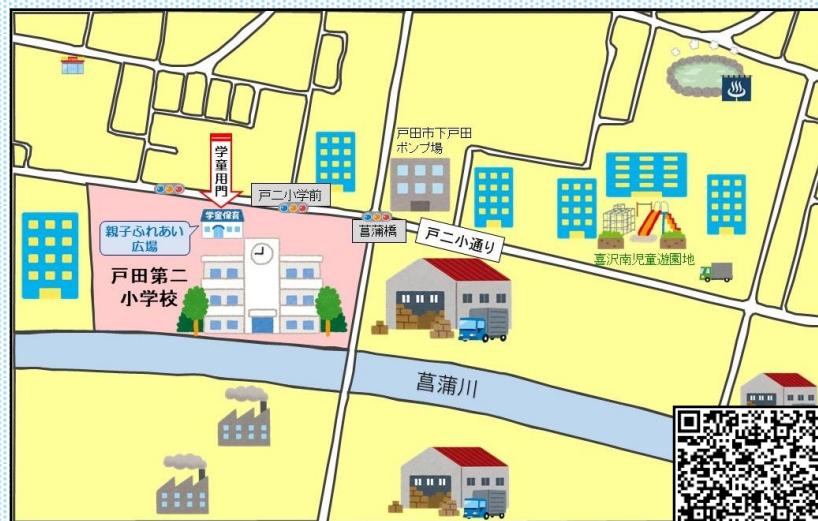 戸田市下戸田
ポンプ場
学童用門
戸二小学前
学童保育
菖蒲橋
親子ふれあい
広場
戸二小通り
喜沢南児童遊園地
戸田第二
小学校
菖蒲川